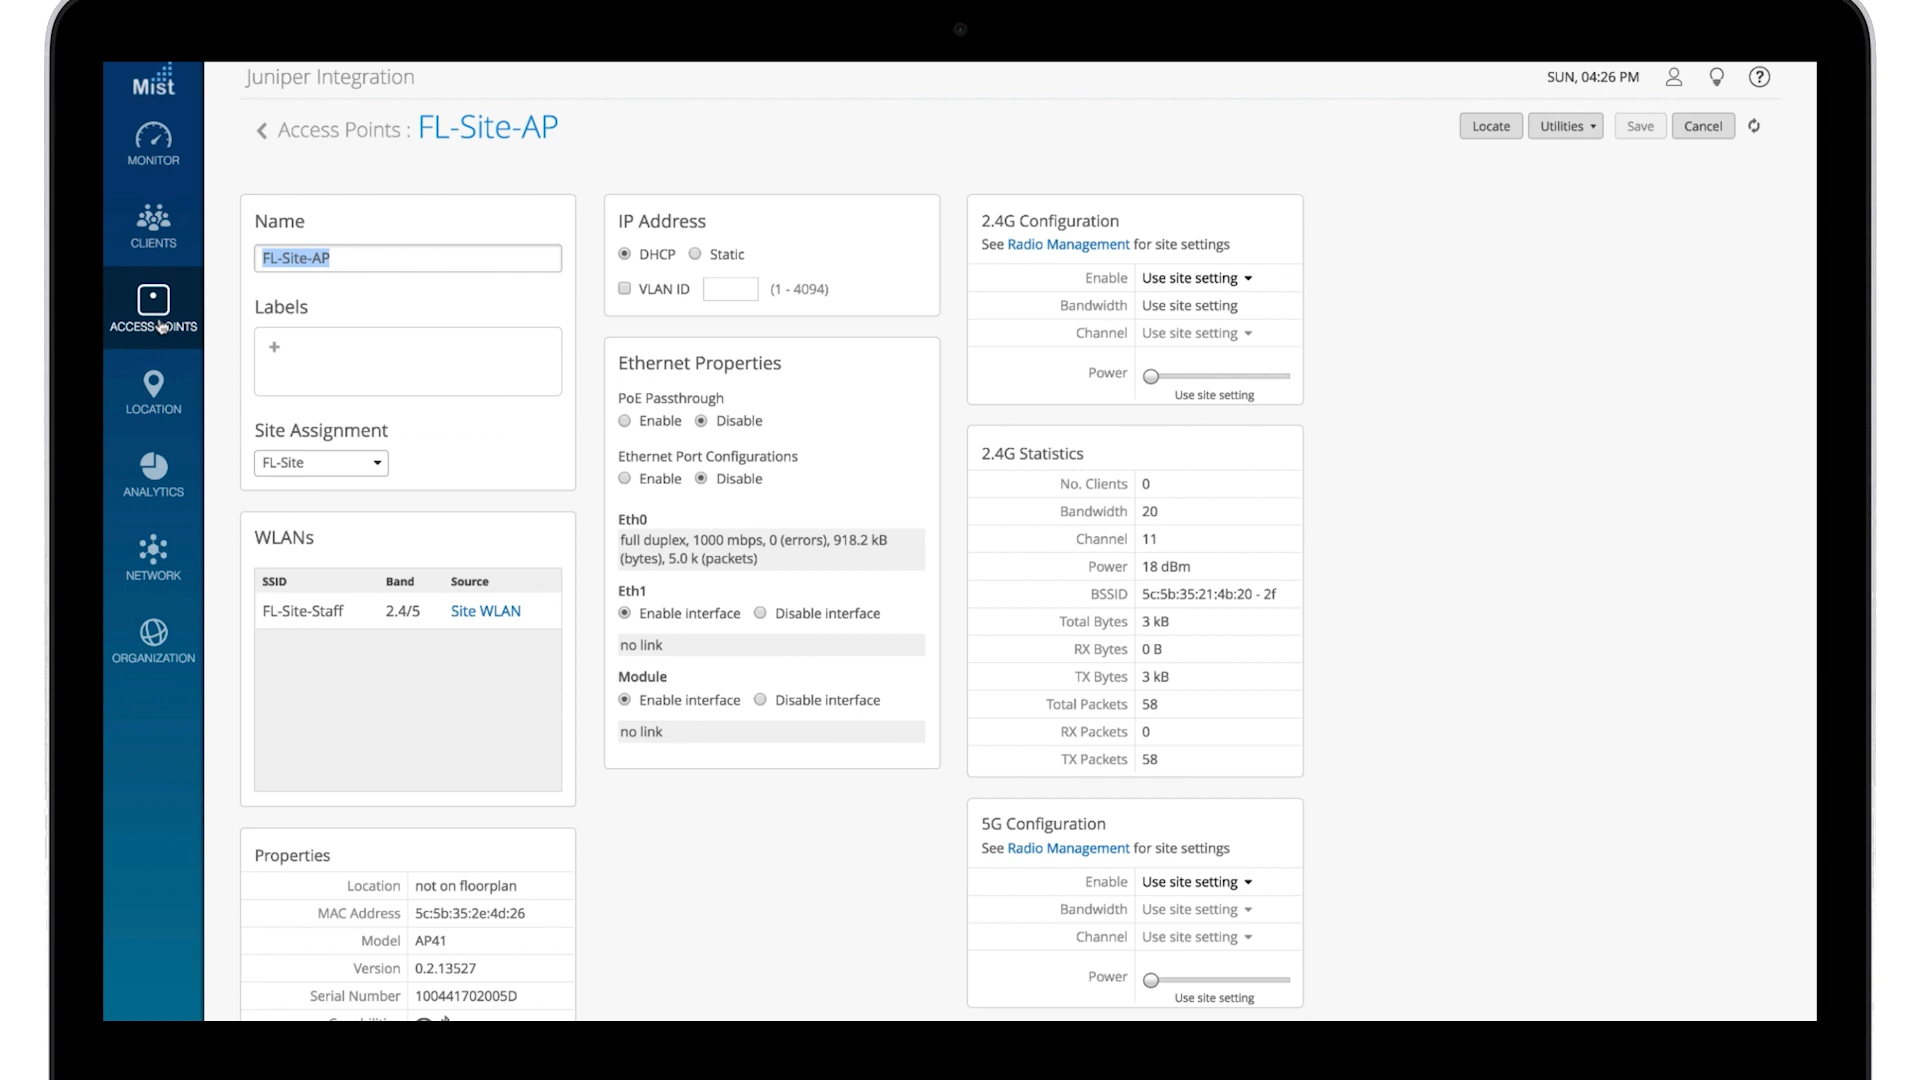 Mist
Juniper Integration
SUN, 04:26 PM
?
Access Points : FL-Site-AP
Locate
Utilities
Save
Cancel
MONITOR
CLIENTS
ACCESS POINTS
LOCATION
ANALYTICS
NETWORK
ORGANIZATION
Name
FL-Site-AP
Labels
+
Site Assignment
FL-Site
WLANs
SSID Band Source
FL-Site-Staff 2.4/5 Site WLAN
Properties
Location not on floorplan
MAC Address 5c:5b:35:2e:4d:26
Model AP41
Version 0.2.13527
Serial Number 100441702005D
IP Address
DHCP Static
VLAN ID (1 - 4094)
Ethernet Properties
PoE Passthrough
Enable Disable
Ethernet Port Configurations
Enable Disable
Eth0
full duplex, 1000 mbps, 0 (errors), 918.2 kB
(bytes), 5.0 k (packets)
Eth1
Enable interface Disable interface
no link
Module
Enable interface Disable interface
no link
2.4G Configuration
See Radio Management for site settings
Enable Use site setting
Bandwidth Use site setting
Channel Use site setting
Power
Use site setting
2.4G Statistics
No. Clients 0
Bandwidth 20
Channel 11
Power 18 dBm
BSSID 5c:5b:35:21:4b:20 - 2f
Total Bytes 3 kB
RX Bytes 0 B
TX Bytes 3 kB
Total Packets 58
RX Packets 0
TX Packets 58
5G Configuration
See Radio Management for site settings
Enable Use site setting
Bandwidth Use site setting
Channel Use site setting
Power
Use site setting